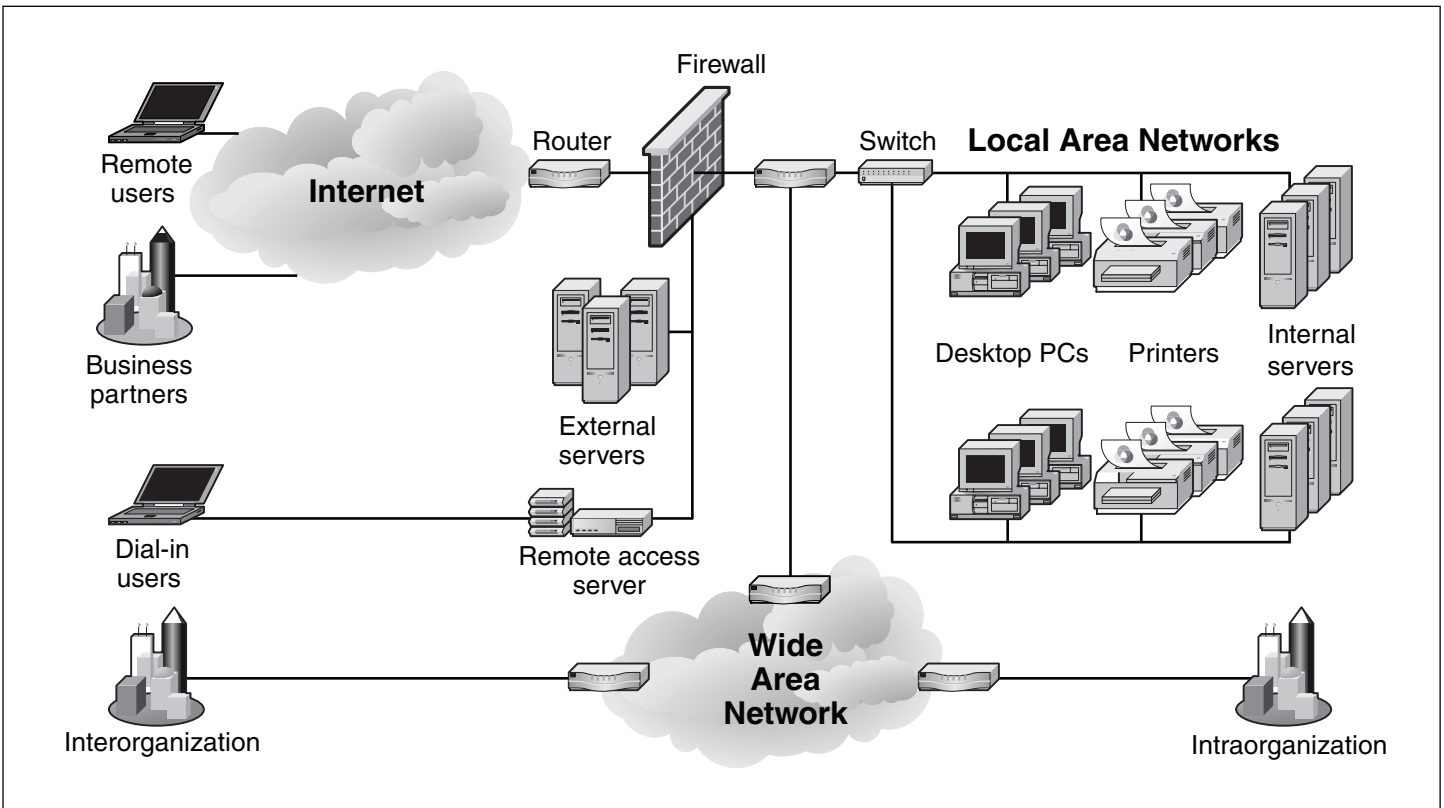 Firewall
Remote
users
Internet
Router
Switch
Local Area Networks
Business
partners
External
servers
Desktop PCs
Printers
Internal
servers
Dial-in
users
Remote access
server
Wide
Area
Network
Interorganization
Intraorganization